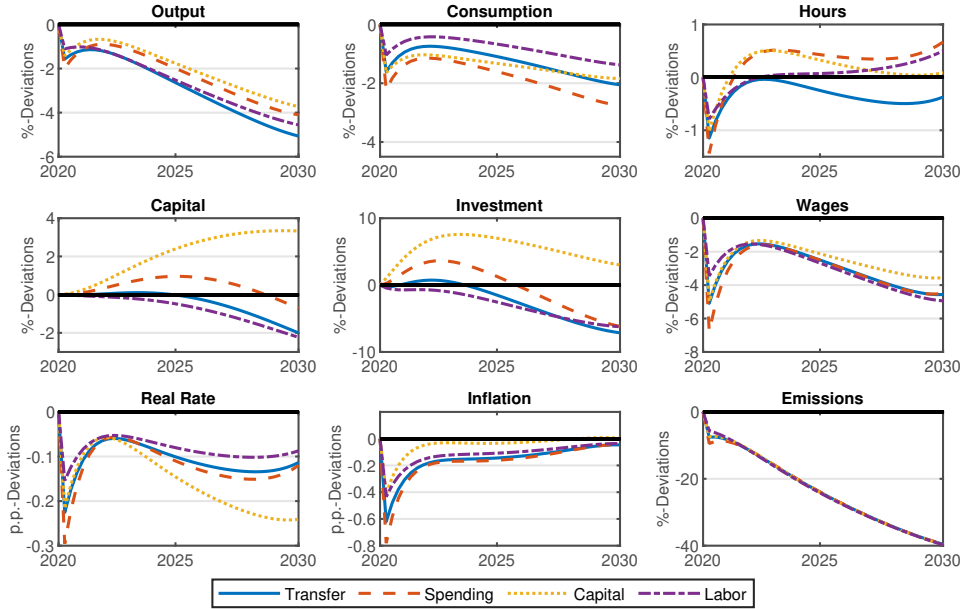 Output Consumption Hours
%-Deviations
0
-2
-4
-6
2020 2025 2030
%-Deviations
0
-2
-4
2020 2025 2030
%-Deviations
1
0
-1
2020 2025 2030
Capital Investment Wages
%-Deviations
4
2
0
-2
2020 2025 2030
%-Deviations
10
0
-10
2020 2025 2030
%-Deviations
0
-2
-4
-6
-8
2020 2025 2030
Real Rate Inflation Emissions
p.p.-Deviations
0
-0.1
-0.2
-0.3
2020 2025 2030
p.p.-Deviations
0
-0.2
-0.4
-0.6
-0.8
2020 2025 2030
%-Deviations
0
-20
-40
2020 2025 2030
Transfer Spending Capital Labor